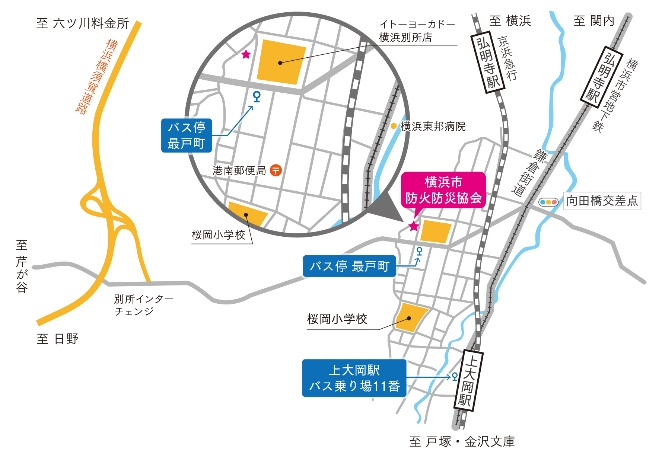 至 六ツ川料金所
横浜横須賀道路
イトーヨーカドー
横浜別所店
至 横浜
至 関内
弘明寺駅
京浜急行
弘明寺駅
横浜市営地下鉄
バス停
最戸町
横浜東邦病院
港南郵便局
桜岡小学校
横浜市
防火防災協会
鎌倉街道
向田橋交差点
至 芹が谷
バス停 最戸町
別所インター
チェンジ
桜岡小学校
至 日野
上大岡駅
バス乗り場11番
上大岡駅
至 戸塚・金沢文庫